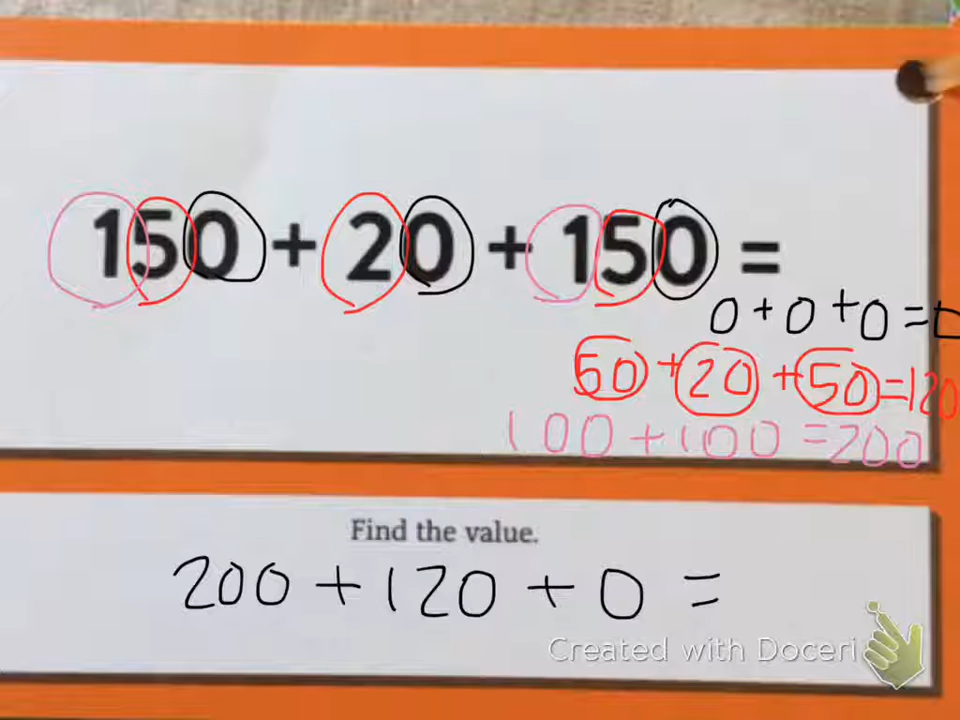 150 + 20 + 150 =
0 + 0 + 0 = 0
50 + 20 + 50 = 120
100 + 100 = 200
Find the value.
200 + 120 + 0 =
Created with Doceri